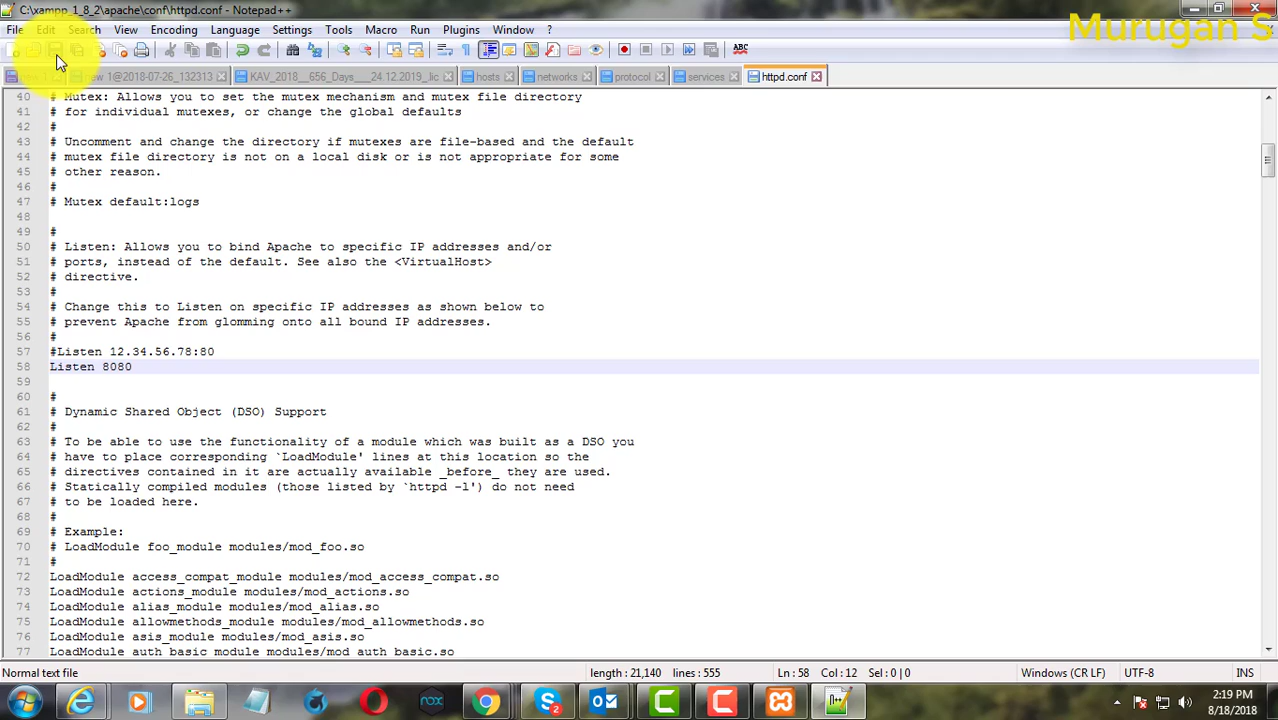 C:\xampp_1_8_2\apache\conf\httpd.conf - Notepad++
Murugan S
File Edit Search View Encoding Language Settings Tools Macro Run Plugins Window ?
new 1@2018-07-26_132313 KAV_2018__656_Days___24 12.2019_.lic hosts networks protocol services httpd.conf
40 # Mutex: Allows you to set the mutex mechanism and mutex file directory
41 # for individual mutexes, or change the global defaults
42 #
43 # Uncomment and change the directory if mutexes are file-based and the default
44 # mutex file directory is not on a local disk or is not appropriate for some
45 # other reason.
46 #
47 # Mutex default:logs
48
49 #
50 # Listen: Allows you to bind Apache to specific IP addresses and/or
51 # ports, instead of the default. See also the <VirtualHost>
52 # directive.
53 #
54 # Change this to Listen on specific IP addresses as shown below to
55 # prevent Apache from glomming onto all bound IP addresses.
56 #
57 #Listen 12.34.56.78:80
58 Listen 8080
59
60 #
61 # Dynamic Shared Object (DSO) Support
62 #
63 # To be able to use the functionality of a module which was built as a DSO you
64 # have to place corresponding `LoadModule' lines at this location so the
65 # directives contained in it are actually available _before_ they are used.
66 # Statically compiled modules (those listed by `httpd -l') do not need
67 # to be loaded here.
68 #
69 # Example:
70 # LoadModule foo_module modules/mod_foo.so
71 #
72 LoadModule access_compat_module modules/mod_access_compat.so
73 LoadModule actions_module modules/mod_actions.so
74 LoadModule alias_module modules/mod_alias.so
75 LoadModule allowmethods_module modules/mod_allowmethods.so
76 LoadModule asis_module modules/mod_asis.so
77 LoadModule auth_basic_module modules/mod_auth_basic.so
Normal text file length : 21,140 lines : 555 Ln : 58 Col : 12 Sel : 0 | 0 Windows (CR LF) UTF-8 INS
2:19 PM
8/18/2018